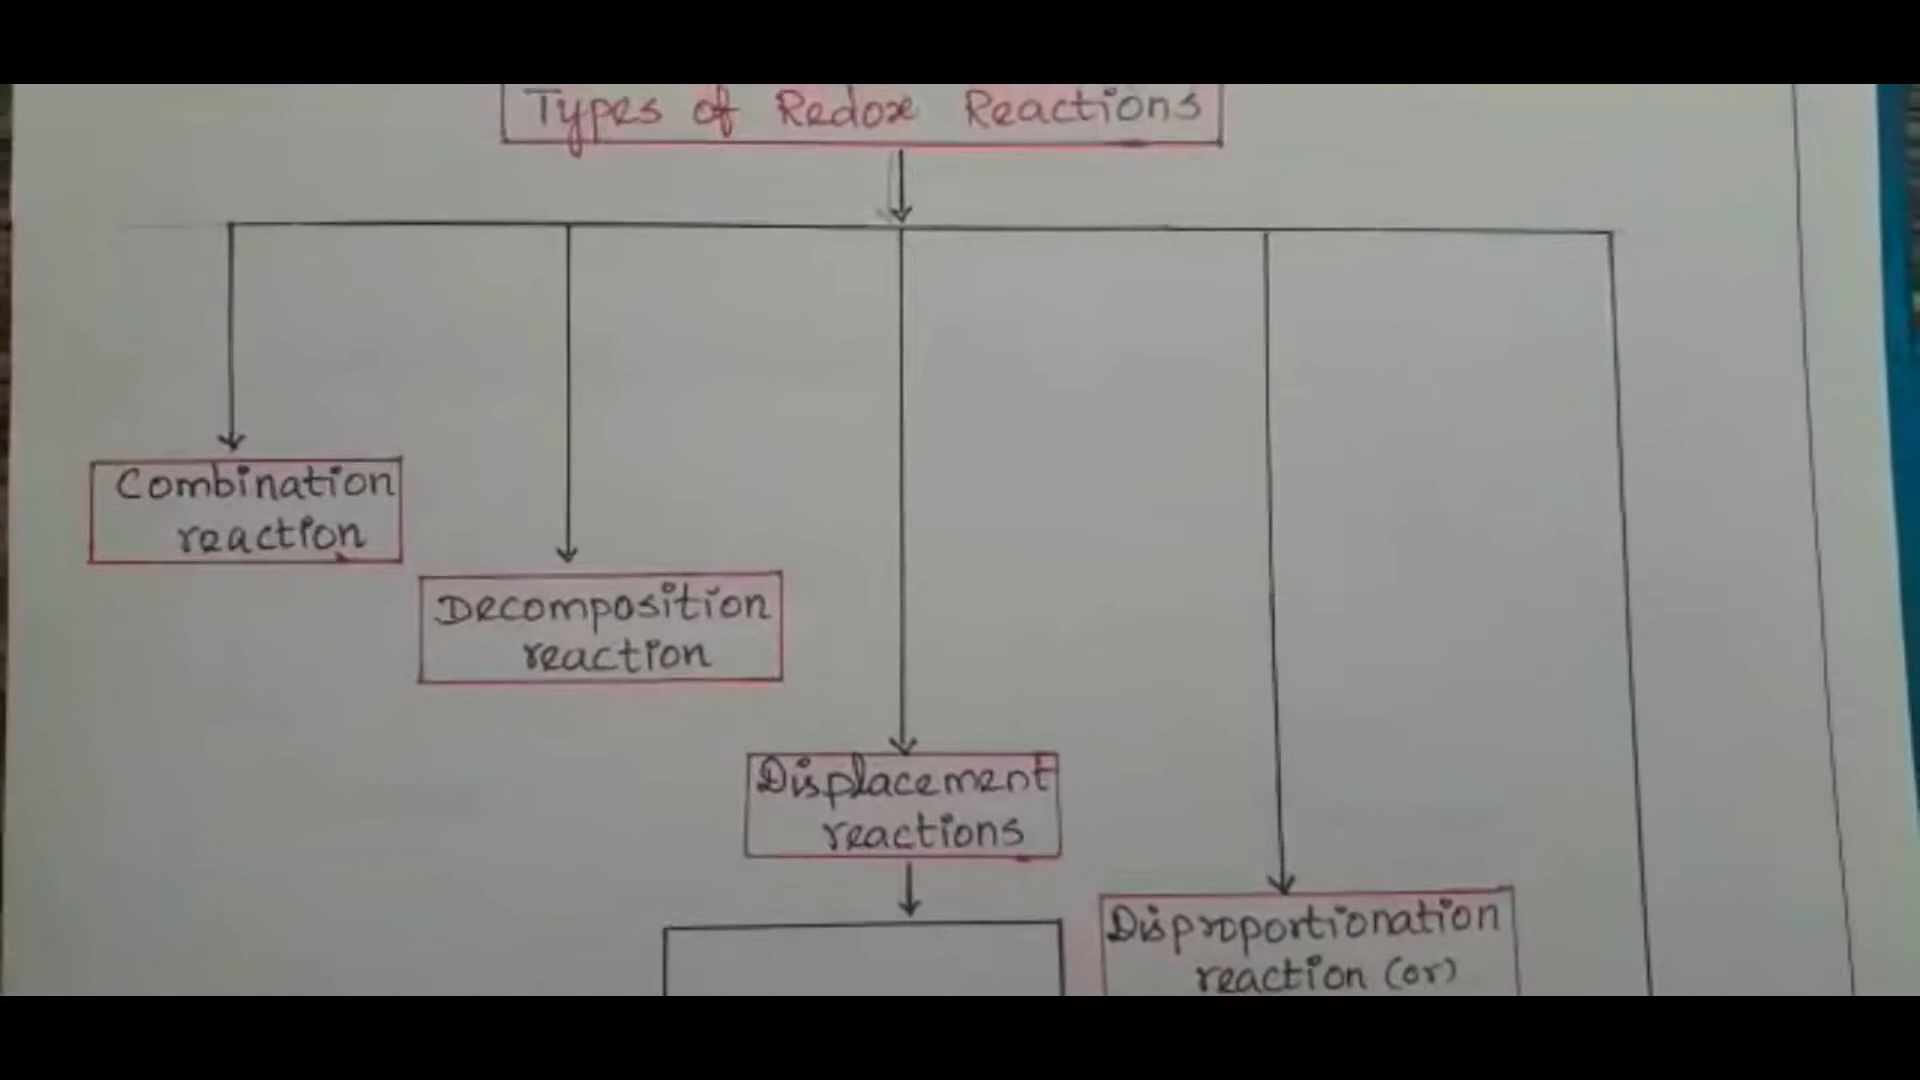 Types of Redox Reactions
Combination
reaction
Decomposition
reaction
Displacement
reactions
Disproportionation
reaction (or)